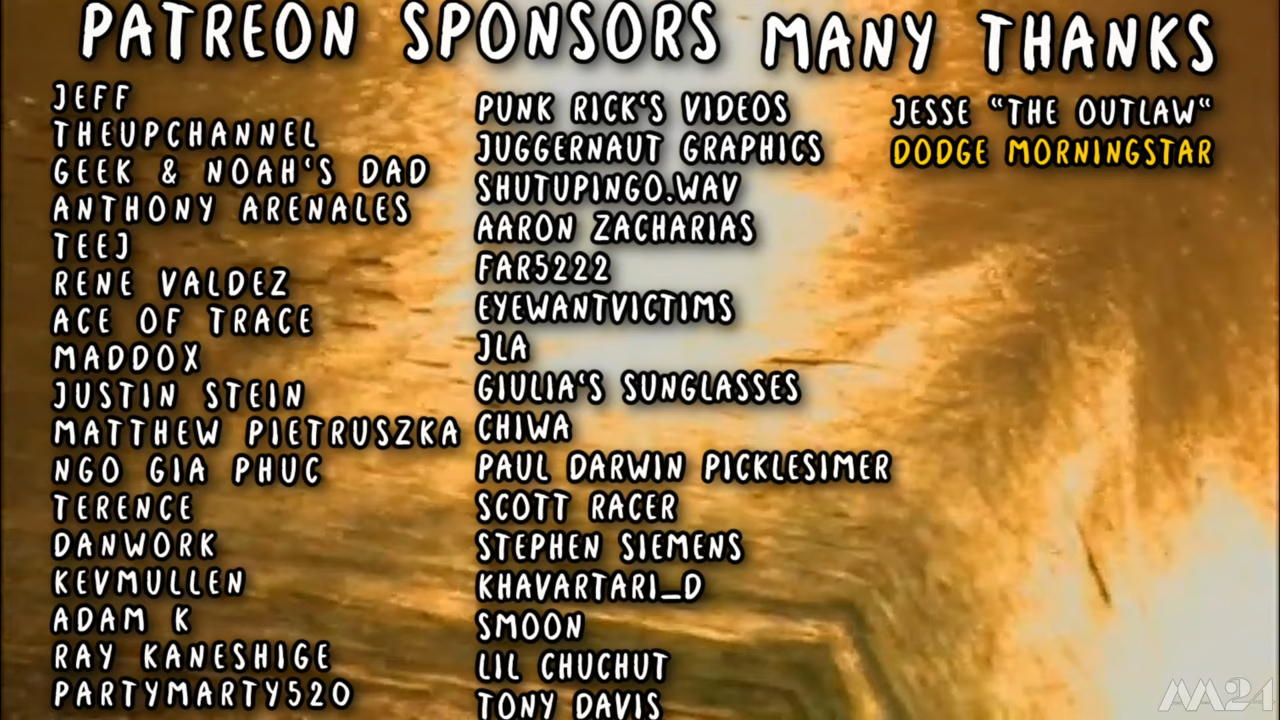 PATREON SPONSORS MANY THANKS
JEFF
THEUPCHANNEL
GEEK & NOAH'S DAD
ANTHONY ARENALES
TEEJ
RENE VALDEZ
ACE OF TRACE
MADDOX
JUSTIN STEIN
MATTHEW PIETRUSZKA
NGO GIA PHUC
TERENCE
DANWORK
KEVMULLEN
ADAM K
RAY KANESHIGE
PARTYMARTY520
PUNK RICK'S VIDEOS
JUGGERNAUT GRAPHICS
SHUTUPINGO.WAV
AARON ZACHARIAS
FAR5222
EYEWANTVICTIMS
JLA
GIULIA'S SUNGLASSES
CHIWA
PAUL DARWIN PICKLESIMER
SCOTT RACER
STEPHEN SIEMENS
KHAVARTARI_D
SMOON
LIL CHUCHUT
TONY DAVIS
JESSE "THE OUTLAW"
DODGE MORNINGSTAR
MA24